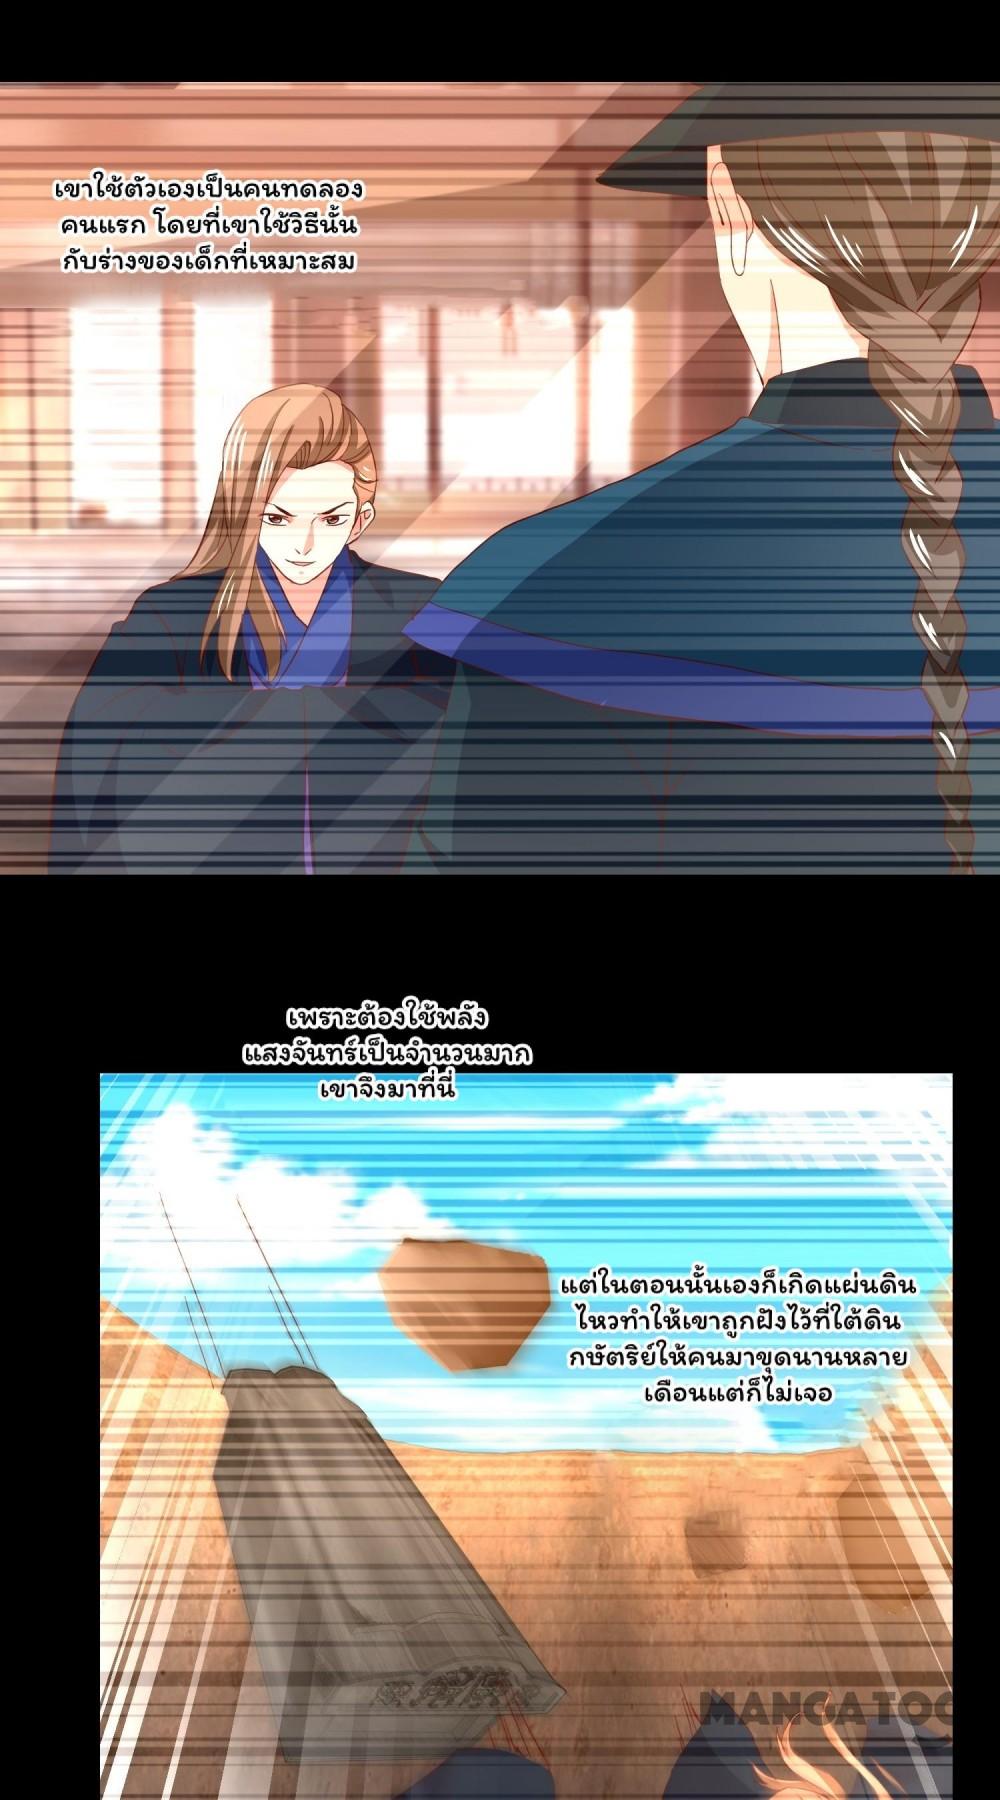 เขาใช้ตัวเองเป็นคนทดลอง
คนแรก โดยที่เขาใช้วิธีนั้น
กับร่างของเด็กที่เหมาะสม
เพราะต้องใช้พลัง
แสงจันทร์เป็นจำนวนมาก
เขาจึงมาที่นี่
แต่ในตอนนั้นเองก็เกิดแผ่นดิน
ไหวทำให้เขาถูกฝังไว้ที่ใต้ดิน
กษัตริย์ให้คนมาขุดนานหลาย
เดือนแต่ก็ไม่เจอ
MANGATOO